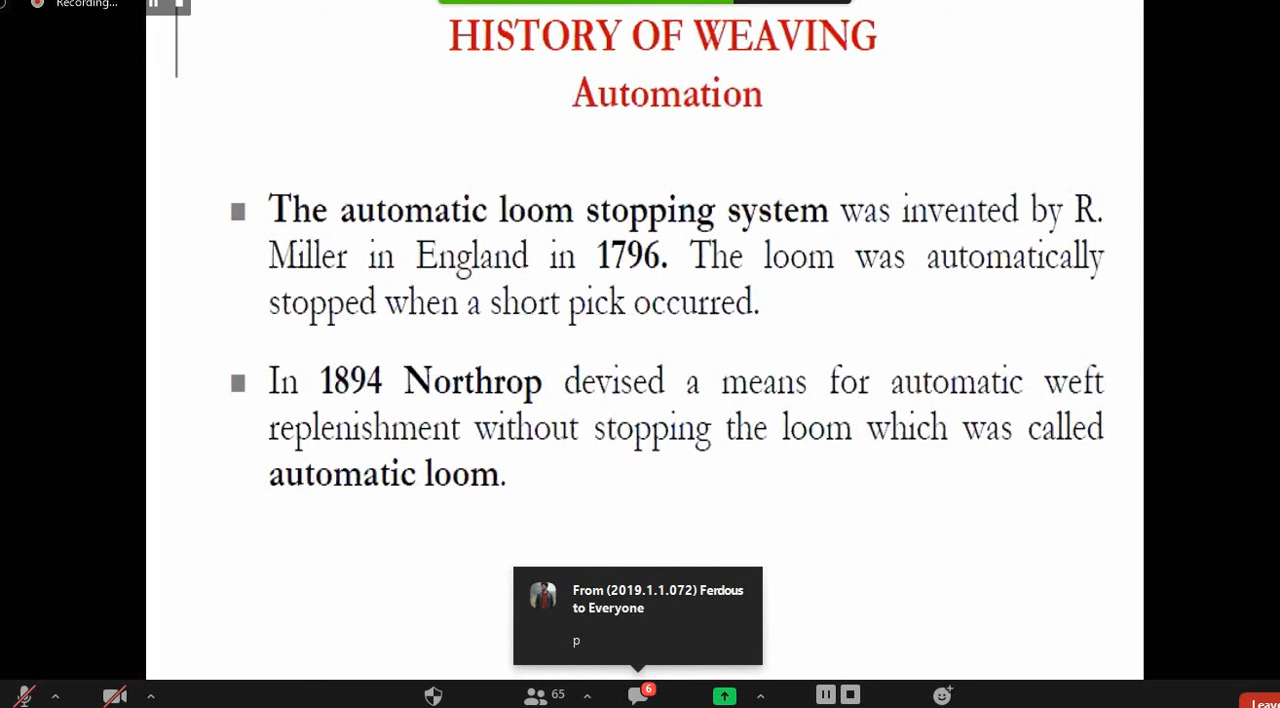 Recording...
HISTORY OF WEAVING
Automation
The automatic loom stopping system was invented by R.
Miller in England in 1796. The loom was automatically
stopped when a short pick occurred.
In 1894 Northrop devised a means for automatic weft
replenishment without stopping the loom which was called
automatic loom.
From (2019.1.1.072) Ferdous
to Everyone
p
65
6
Leave